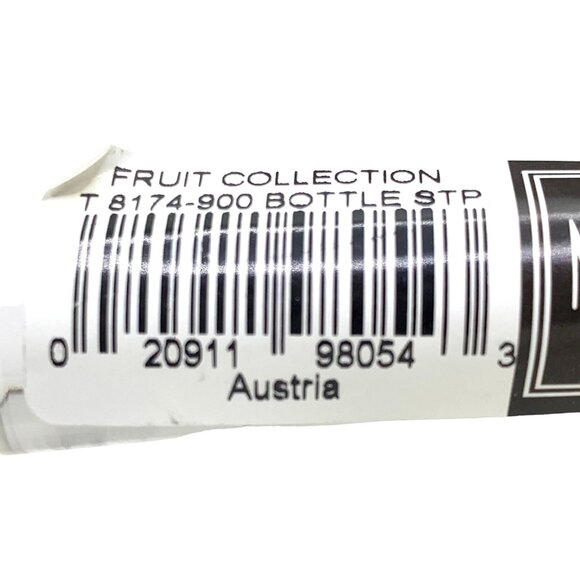 FRUIT COLLECTION
T 8174-900 BOTTLE STP
0 20911 98054 3
Austria